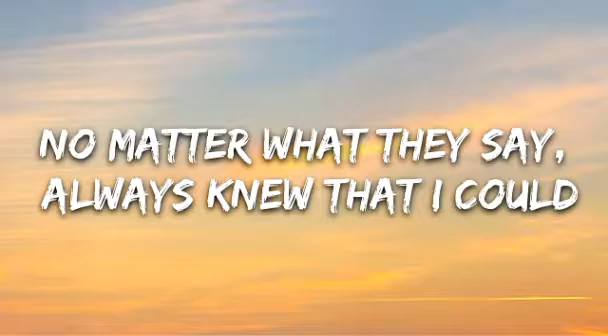 NO MATTER WHAT THEY SAY,
ALWAYS KNEW THAT I COULD